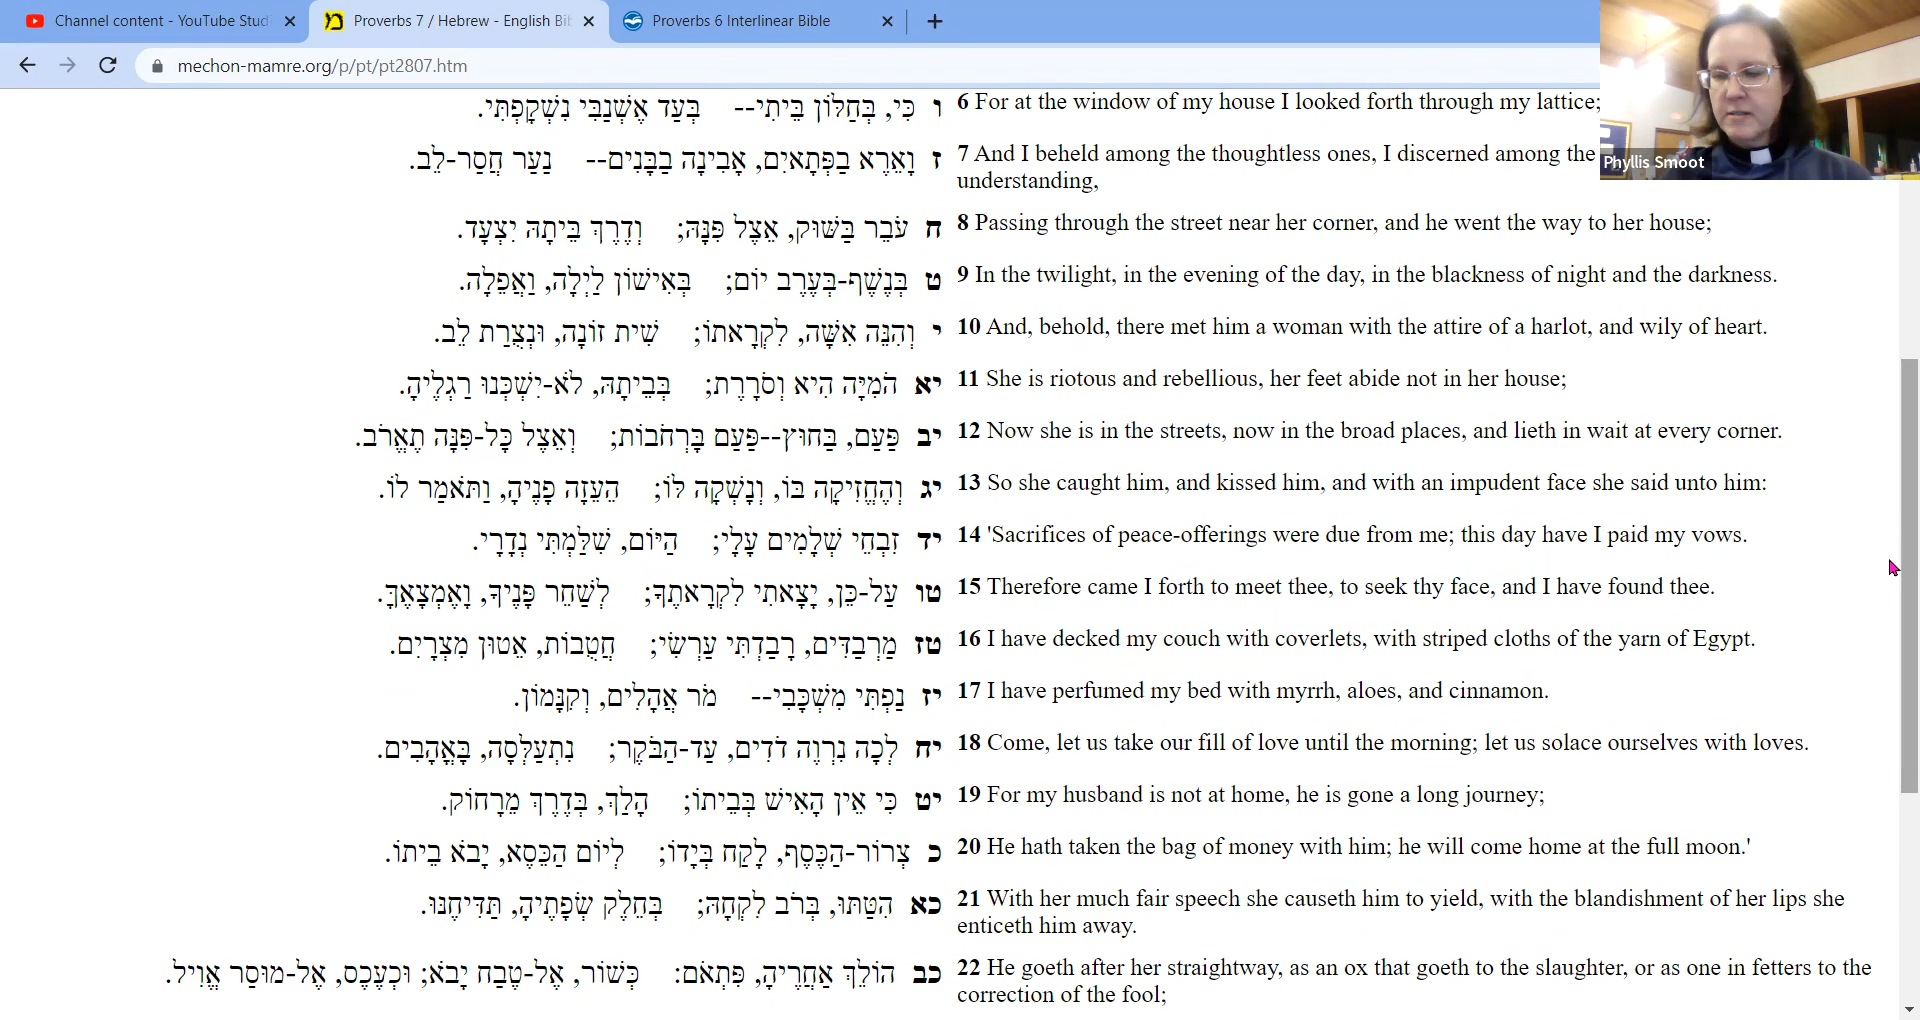 Channel content - YouTube Stud
Proverbs 7 / Hebrew - English Bib
Proverbs 6 Interlinear Bible
mechon-mamre.org/p/pt/pt2807.htm
Phyllis Smoot
ו כִּי, בְּחַלּוֹן בֵּיתִי-- בְּעַד אֶשְׁנַבִּי נִשְׁקָפְתִּי.
6 For at the window of my house I looked forth through my lattice;
ז וָאֵרֶא בַפְּתָאיִם, אָבִינָה בַבָּנִים-- נַעַר חֲסַר-לֵב.
7 And I beheld among the thoughtless ones, I discerned among the
understanding,
ח עֹבֵר בַּשּׁוּק, אֵצֶל פִּנָּהּ; וְדֶרֶךְ בֵּיתָהּ יִצְעָד.
8 Passing through the street near her corner, and he went the way to her house;
ט בְּנֶשֶׁף-בְּעֶרֶב יוֹם; בְּאִישׁוֹן לַיְלָה, וַאֲפֵלָה.
9 In the twilight, in the evening of the day, in the blackness of night and the darkness.
י וְהִנֵּה אִשָּׁה, לִקְרָאתוֹ; שִׁית זוֹנָה, וּנְצֻרַת לֵב.
10 And, behold, there met him a woman with the attire of a harlot, and wily of heart.
יא הֹמִיָּה הִיא וְסֹרָרֶת; בְּבֵיתָהּ, לֹא-יִשְׁכְּנוּ רַגְלֶיהָ.
11 She is riotous and rebellious, her feet abide not in her house;
יב פַּעַם, בַּחוּץ--פַּעַם בָּרְחֹבוֹת; וְאֵצֶל כָּל-פִּנָּה תֶאֱרֹב.
12 Now she is in the streets, now in the broad places, and lieth in wait at every corner.
יג וְהֶחֱזִיקָה בּוֹ, וְנָשְׁקָה לּוֹ; הֵעֵזָה פָנֶיהָ, וַתֹּאמַר לוֹ.
13 So she caught him, and kissed him, and with an impudent face she said unto him:
יד זִבְחֵי שְׁלָמִים עָלָי; הַיּוֹם, שִׁלַּמְתִּי נְדָרָי.
14 'Sacrifices of peace-offerings were due from me; this day have I paid my vows.
טו עַל-כֵּן, יָצָאתִי לִקְרָאתֶךָ; לְשַׁחֵר פָּנֶיךָ, וָאֶמְצָאֶךָּ.
15 Therefore came I forth to meet thee, to seek thy face, and I have found thee.
טז מַרְבַדִּים, רָבַדְתִּי עַרְשִׂי; חֲטֻבוֹת, אֵטוּן מִצְרָיִם.
16 I have decked my couch with coverlets, with striped cloths of the yarn of Egypt.
יז נַפְתִּי מִשְׁכָּבִי-- מֹר אֲהָלִים, וְקִנָּמוֹן.
17 I have perfumed my bed with myrrh, aloes, and cinnamon.
יח לְכָה נִרְוֶה דֹדִים, עַד-הַבֹּקֶר; נִתְעַלְּסָה, בָּאֳהָבִים.
18 Come, let us take our fill of love until the morning; let us solace ourselves with loves.
יט כִּי אֵין הָאִישׁ בְּבֵיתוֹ; הָלַךְ, בְּדֶרֶךְ מֵרָחוֹק.
19 For my husband is not at home, he is gone a long journey;
כ צְרוֹר-הַכֶּסֶף, לָקַח בְּיָדוֹ; לְיוֹם הַכֵּסֶא, יָבֹא בֵיתוֹ.
20 He hath taken the bag of money with him; he will come home at the full moon.'
כא הִטַּתּוּ, בְּרֹב לִקְחָהּ; בְּחֵלֶק שְׂפָתֶיהָ, תַּדִּיחֶנּוּ.
21 With her much fair speech she causeth him to yield, with the blandishment of her lips she
enticeth him away.
כב הוֹלֵךְ אַחֲרֶיהָ, פִּתְאֹם: כְּשׁוֹר, אֶל-טֶבַח יָבֹא; וּכְעֶכֶס, אֶל-מוּסַר אֱוִיל.
22 He goeth after her straightway, as an ox that goeth to the slaughter, or as one in fetters to the
correction of the fool;